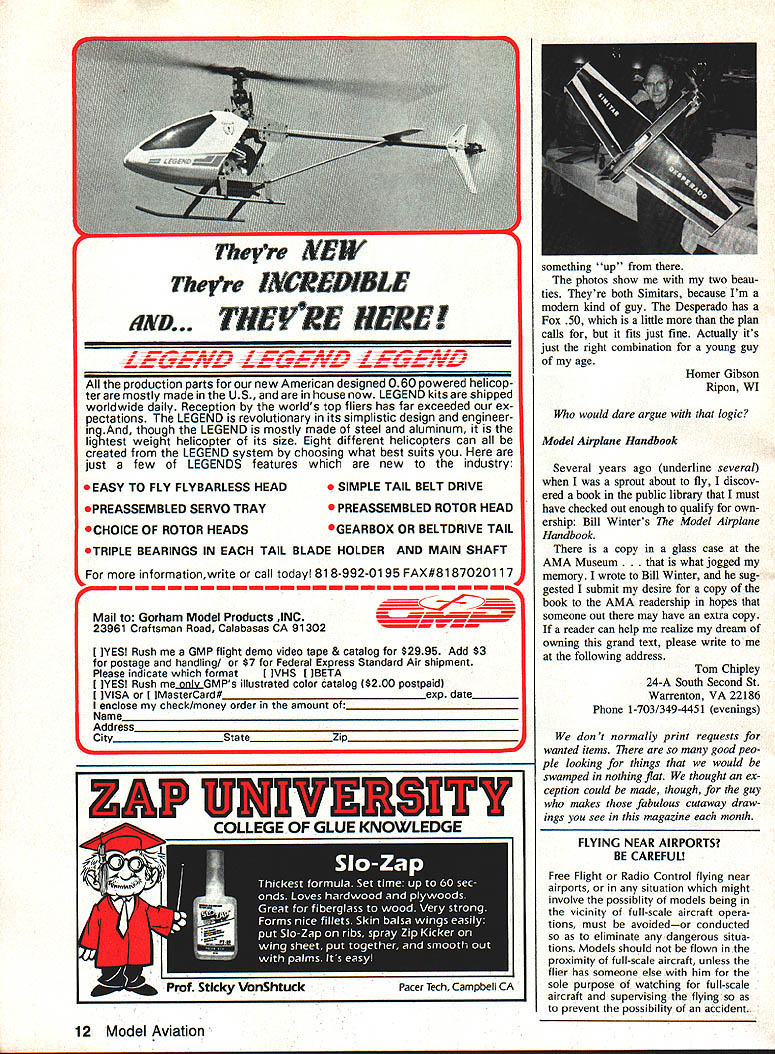 LEGEND
They're NEW
They're INCREDIBLE
AND... THEY'RE HERE!
LEGEND LEGEND LEGEND
All the production parts for our new American designed 0.60 powered helicop-
ter are mostly made in the U.S., and are in house now. LEGEND kits are shipped
worldwide daily. Reception by the world's top fliers has far exceeded our ex-
pectations. The LEGEND is revolutionary in its simplistic design and engineer-
ing.And, though the LEGEND is mostly made of steel and aluminum, it is the
lightest weight helicopter of its size. Eight different helicopters can all be
created from the LEGEND system by choosing what best suits you. Here are
just a few of LEGENDS features which are new to the industry:
•EASY TO FLY FLYBARLESS HEAD
• SIMPLE TAIL BELT DRIVE
•PREASSEMBLED SERVO TRAY
•PREASSEMBLED ROTOR HEAD
•CHOICE OF ROTOR HEADS
•GEARBOX OR BELTDRIVE TAIL
•TRIPLE BEARINGS IN EACH TAIL BLADE HOLDER AND MAIN SHAFT
For more information,write or call today! 818-992-0195 FAX#8187020117
Mail to: Gorham Model Products ,INC.
23961 Craftsman Road, Calabasas CA 91302
GMP
[ ]YES! Rush me a GMP flight demo video tape & catalog for $29.95. Add $3
for postage and handling/ or $7 for Federal Express Standard Air shipment.
Please indicate which format [ ]VHS [ ]BETA
[ ]YES! Rush me only GMP's illustrated color catalog ($2.00 postpaid)
[ ]VISA or [ ]MasterCard#____exp. date____
I enclose my check/money order in the amount of:____
Name____
Address____
City____State____Zip____
ZAP UNIVERSITY
COLLEGE OF GLUE KNOWLEDGE
Slo-Zap
Thickest formula. Set time: up to 60 sec-
onds. Loves hardwood and plywoods.
Great for fiberglass to wood. Very strong.
Forms nice fillets. Skin balsa wings easily:
put Slo-Zap on ribs, spray Zip Kicker on
wing sheet, put together, and smooth out
with palms. It's easy!
SLO-ZAP
Prof. Sticky VonShtuck
Pacer Tech, Campbell CA
SIMITAR
DESPERADO
something "up" from there.
The photos show me with my two beau-
ties. They're both Simitars, because I'm a
modern kind of guy. The Desperado has a
Fox .50, which is a little more than the plan
calls for, but it fits just fine. Actually it's
just the right combination for a young guy
of my age.
Homer Gibson
Ripon, WI
Who would dare argue with that logic?
Model Airplane Handbook
Several years ago (underline several)
when I was a sprout about to fly, I discov-
ered a book in the public library that I must
have checked out enough to qualify for own-
ership: Bill Winter's The Model Airplane
Handbook.
There is a copy in a glass case at the
AMA Museum . . . that is what jogged my
memory. I wrote to Bill Winter, and he sug-
gested I submit my desire for a copy of the
book to the AMA readership in hopes that
someone out there may have an extra copy.
If a reader can help me realize my dream of
owning this grand text, please write to me
at the following address.
Tom Chipley
24-A South Second St.
Warrenton, VA 22186
Phone 1-703/349-4451 (evenings)
We don't normally print requests for
wanted items. There are so many good peo-
ple looking for things that we would be
swamped in nothing flat. We thought an ex-
ception could be made, though, for the guy
who makes those fabulous cutaway draw-
ings you see in this magazine each month.
FLYING NEAR AIRPORTS?
BE CAREFUL!
Free Flight or Radio Control flying near
airports, or in any situation which might
involve the possiblity of models being in
the vicinity of full-scale aircraft opera-
tions, must be avoided—or conducted
so as to eliminate any dangerous situa-
tions. Models should not be flown in the
proximity of full-scale aircraft, unless the
flier has someone else with him for the
sole purpose of watching for full-scale
aircraft and supervising the flying so as
to prevent the possibility of an accident.
12 Model Aviation